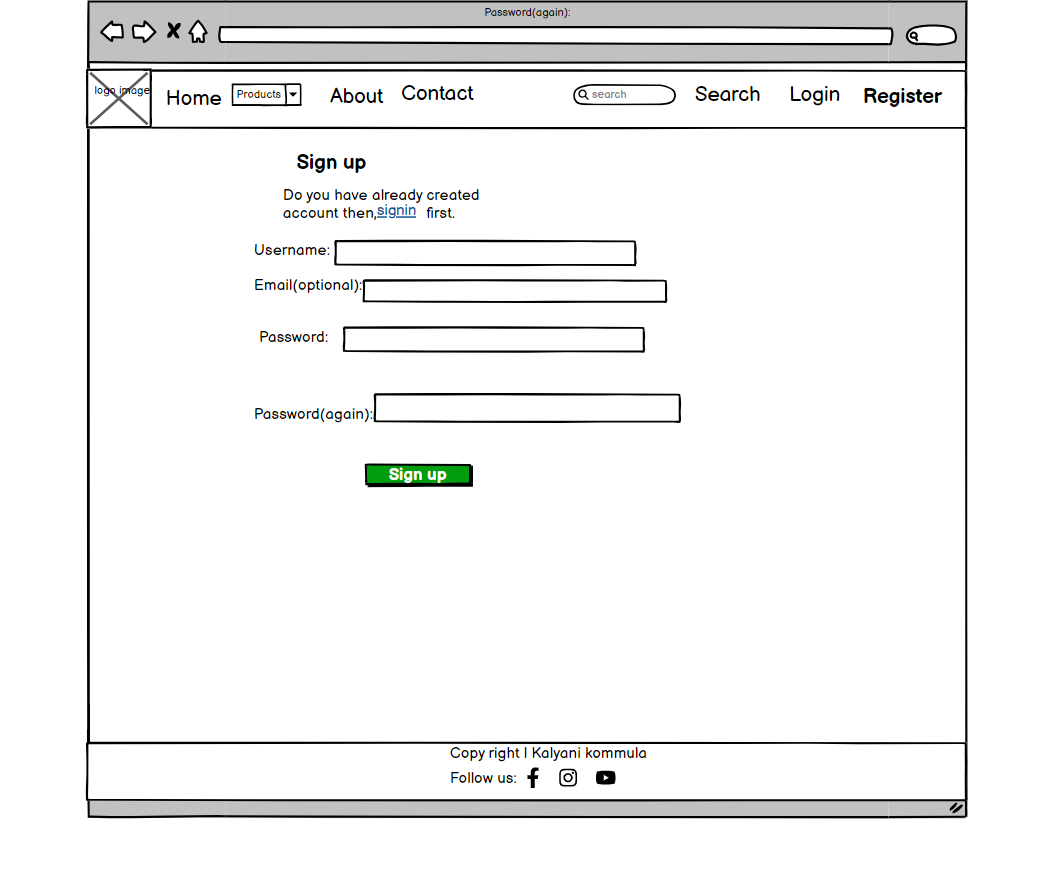 Password(again):
logo image
Home
Products
About
Contact
search
Search
Login
Register
Sign up
Do you have already created
account then,signin first.
Username:
Email(optional):
Password:
Password(again):
Sign up
Copy right | Kalyani kommula
Follow us: